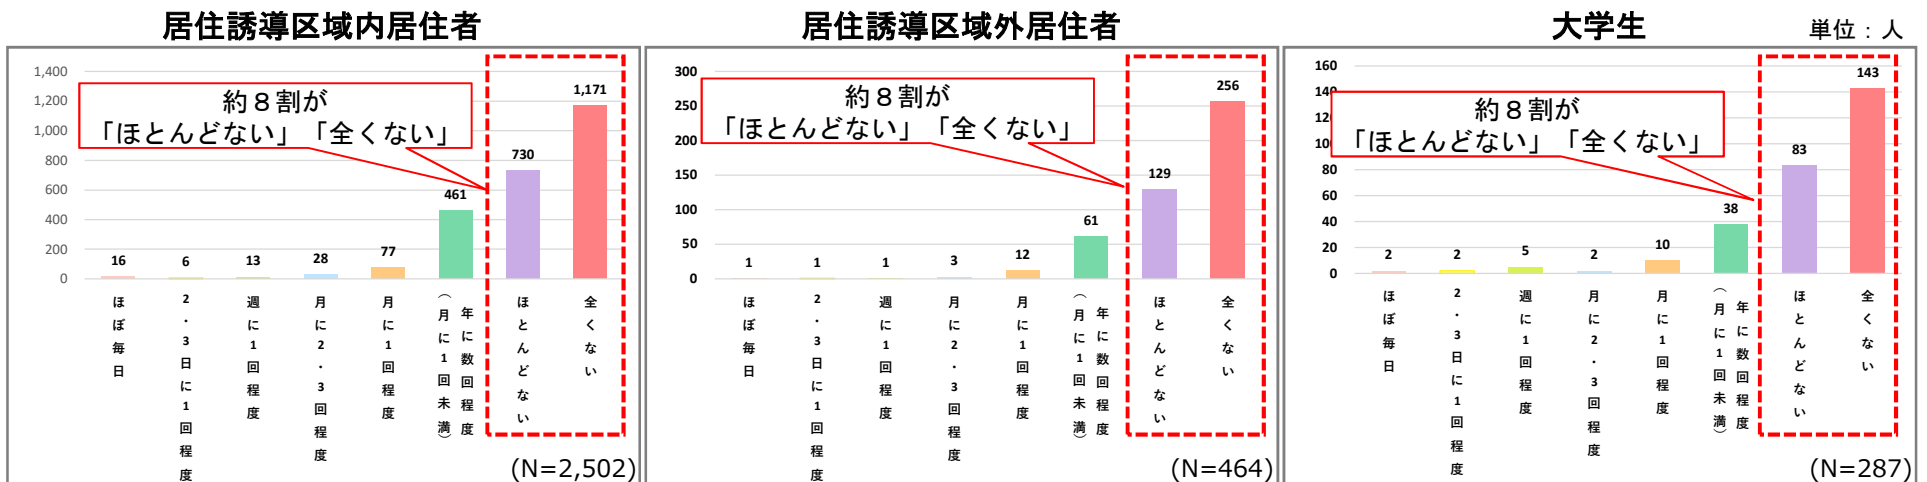 居住誘導区域内居住者
1,400
1,200
1,000
800
600
400
200
0
約８割が
「ほとんどない」「全くない」
16
6
13
28
77
461
730
1,171
ほぼ毎日
2・3日に1回程度
週に1回程度
月に2・3回程度
月に1回程度
年に数回程度
（月に1回未満）
ほとんどない
全くない
(N=2,502)
居住誘導区域外居住者
300
250
200
150
100
50
0
約８割が
「ほとんどない」「全くない」
1
1
1
3
12
61
129
256
ほぼ毎日
2・3日に1回程度
週に1回程度
月に2・3回程度
月に1回程度
年に数回程度
（月に1回未満）
ほとんどない
全くない
(N=464)
大学生
単位：人
160
140
120
100
80
60
40
20
0
約８割が
「ほとんどない」「全くない」
2
2
5
2
10
38
83
143
ほぼ毎日
2・3日に1回程度
週に1回程度
月に2・3回程度
月に1回程度
年に数回程度
（月に1回未満）
ほとんどない
全くない
(N=287)